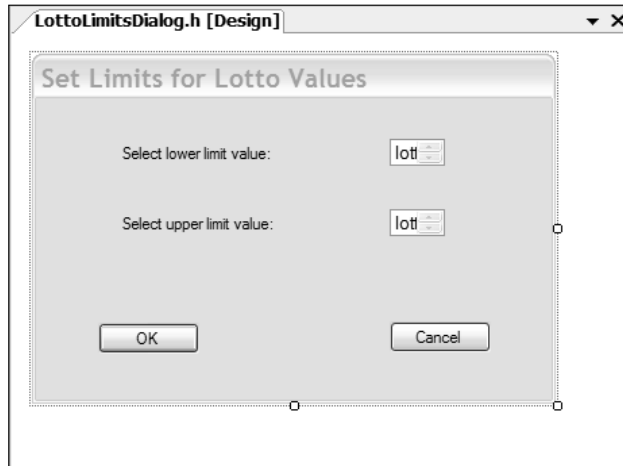 LottoLimitsDialog.h [Design]
Set Limits for Lotto Values
Select lower limit value:
lott
Select upper limit value:
lott
OK
Cancel